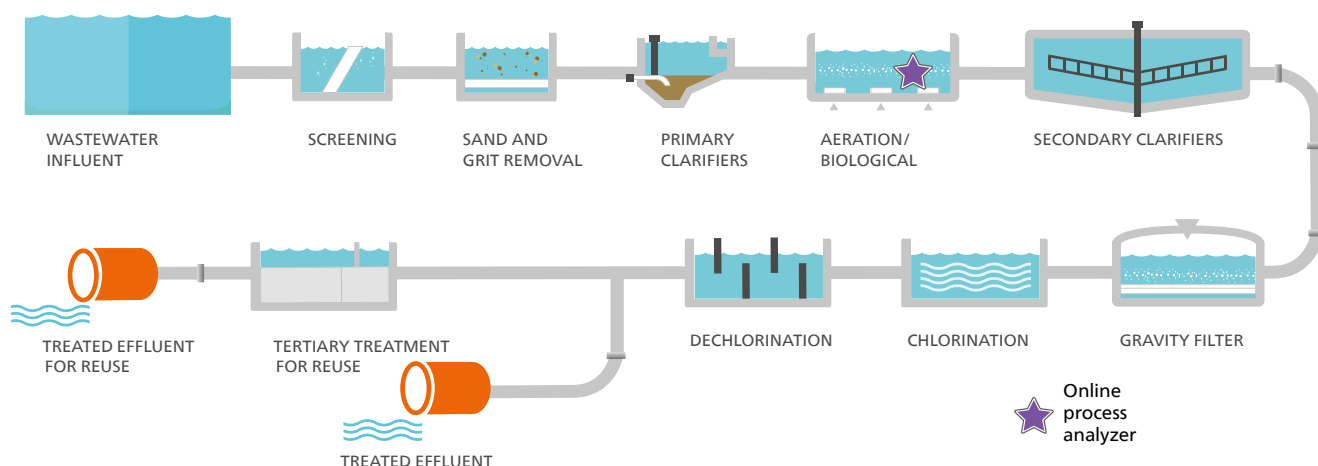 WASTEWATER
INFLUENT
SCREENING
SAND AND
GRIT REMOVAL
PRIMARY
CLARIFIERS
AERATION/
BIOLOGICAL
SECONDARY CLARIFIERS
TREATED EFFLUENT
FOR REUSE
TERTIARY TREATMENT
FOR REUSE
DECHLORINATION
CHLORINATION
GRAVITY FILTER
TREATED EFFLUENT
Online
process
analyzer